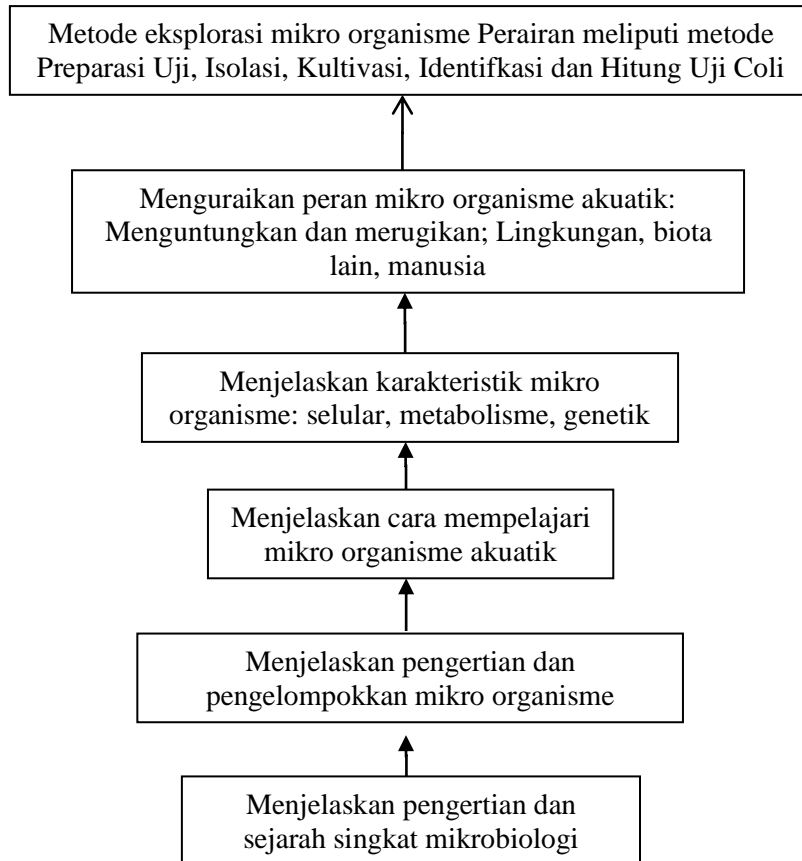 Metode eksplorasi mikro organisme Perairan meliputi metode
Preparasi Uji, Isolasi, Kultivasi, Identifkasi dan Hitung Uji Coli
Menguraikan peran mikro organisme akuatik:
Menguntungkan dan merugikan; Lingkungan, biota
lain, manusia
Menjelaskan karakteristik mikro
organisme: selular, metabolisme, genetik
Menjelaskan cara mempelajari
mikro organisme akuatik
Menjelaskan pengertian dan
pengelompokkan mikro organisme
Menjelaskan pengertian dan
sejarah singkat mikrobiologi